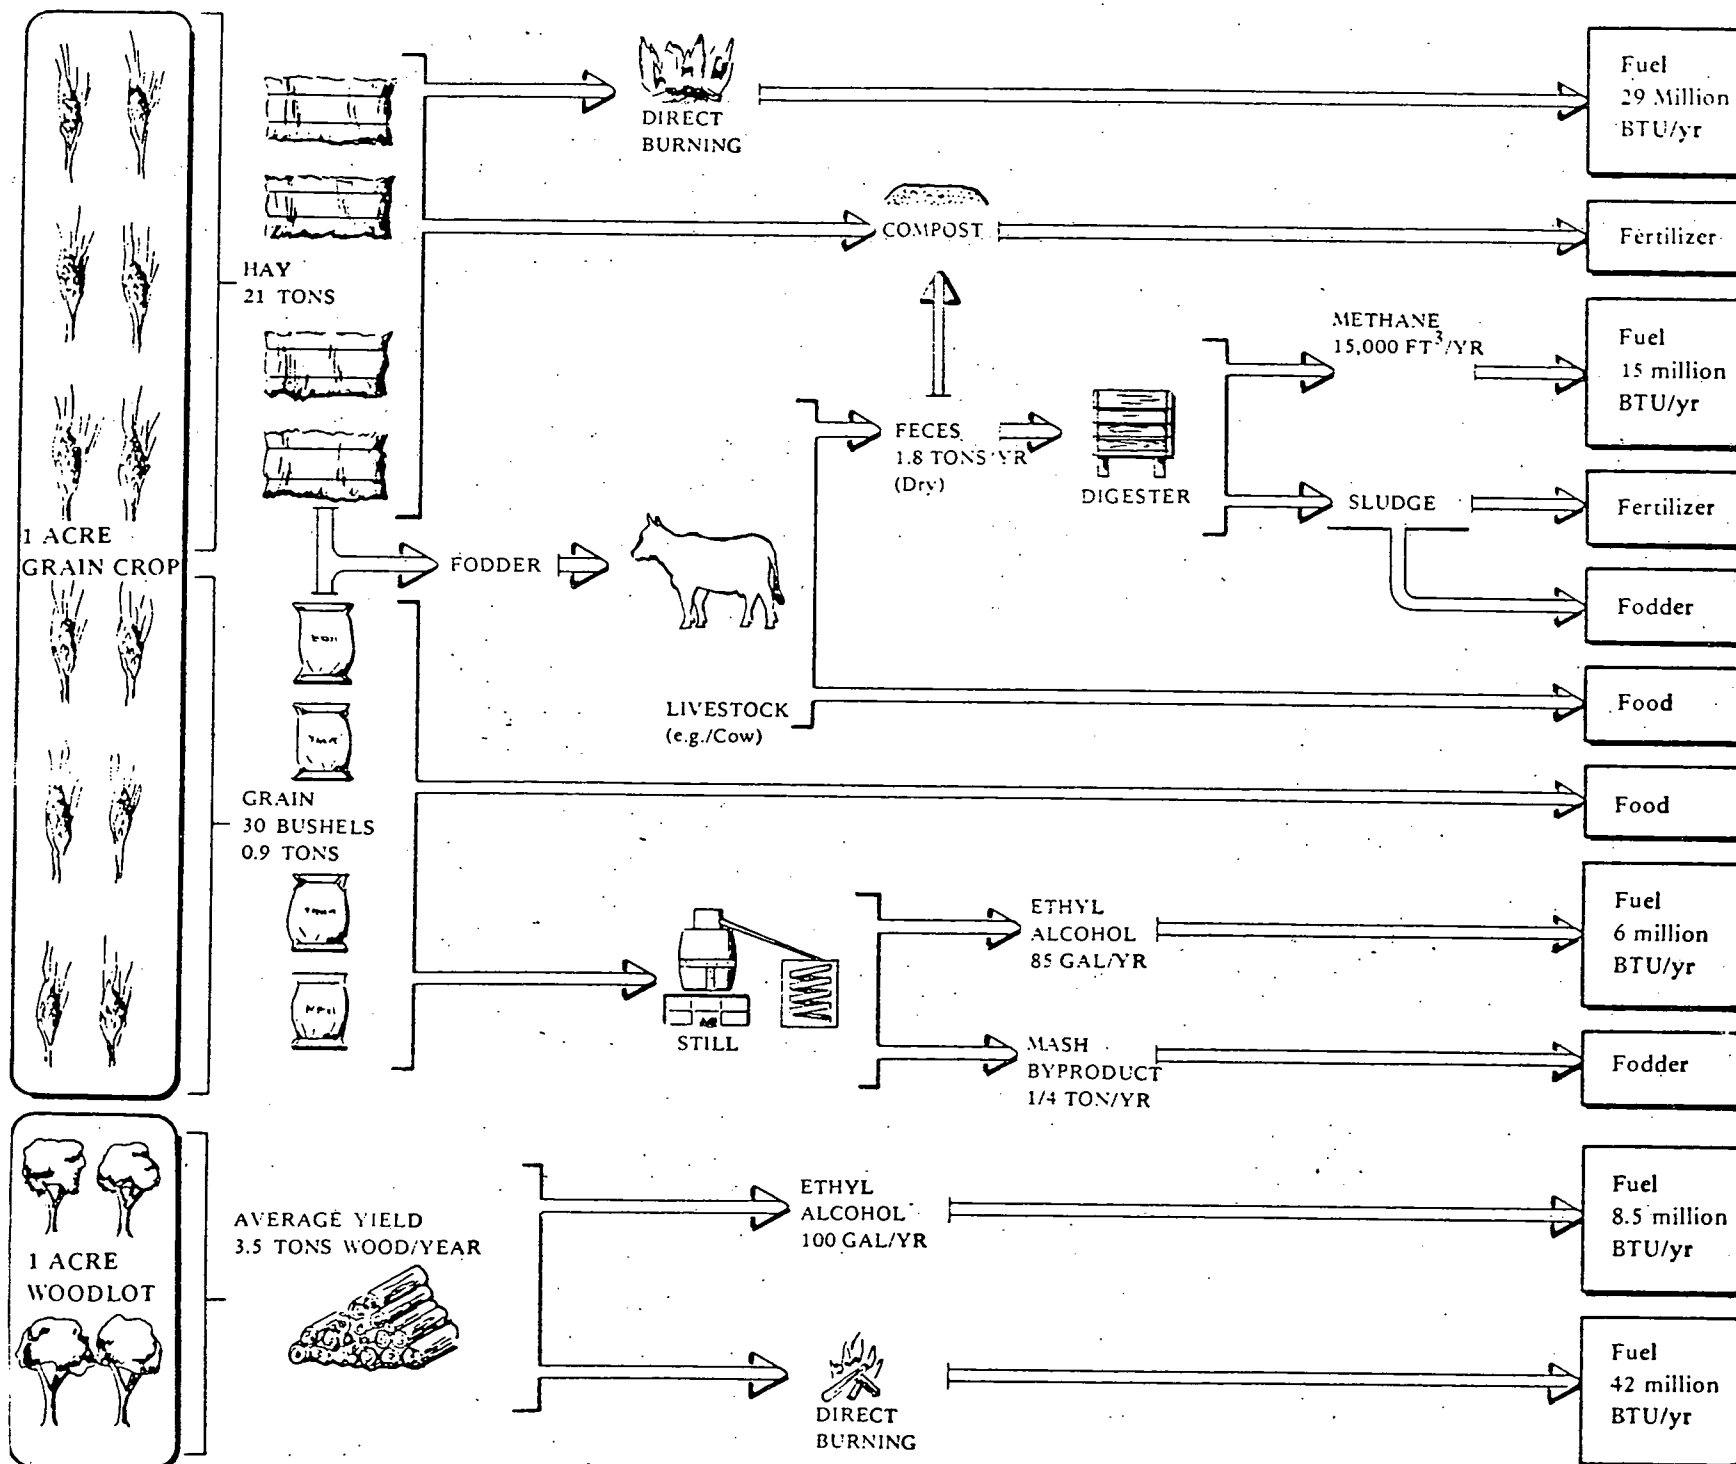 Fuel
29 Million
BTU/yr
DIRECT
BURNING
COMPOST
Fertilizer
HAY
21 TONS
METHANE
15,000 FT³/YR
Fuel
15 million
BTU/yr
FECES
1.8 TONS/YR
(Dry)
DIGESTER
SLUDGE
Fertilizer
1 ACRE
GRAIN CROP
FODDER
Fodder
LIVESTOCK
(e.g./Cow)
Food
GRAIN
30 BUSHELS
0.9 TONS
Food
ETHYL
ALCOHOL
85 GAL/YR
Fuel
6 million
BTU/yr
STILL
MASH
BYPRODUCT
1/4 TON/YR
Fodder
1 ACRE
WOODLOT
AVERAGE YIELD
3.5 TONS WOOD/YEAR
ETHYL
ALCOHOL
100 GAL/YR
Fuel
8.5 million
BTU/yr
DIRECT
BURNING
Fuel
42 million
BTU/yr